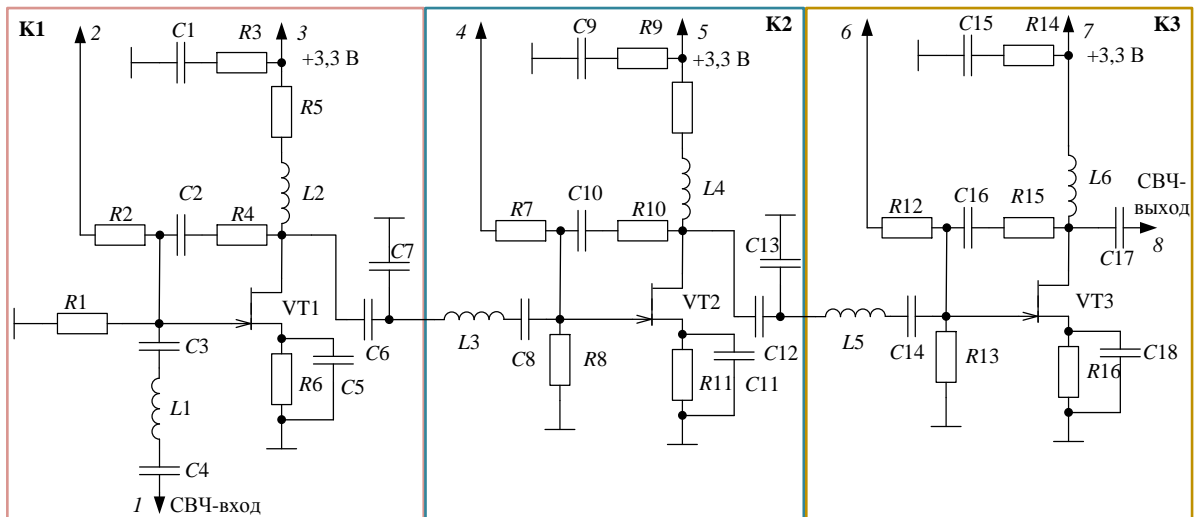 K1
2
C1
R3
3
+3,3 В
R5
L2
C2
R2
R4
C7
R1
VT1
C3
C6
R6
C5
L1
C4
1
СВЧ-вход
4
C9
R9
5
K2
+3,3 В
L4
C10
R7
R10
C13
VT2
L3
C8
R8
C12
R11
C11
6
C15
R14
7
K3
+3,3 В
L6
СВЧ-
выход
8
C16
R15
R12
C17
VT3
L5
C14
R13
R16
C18